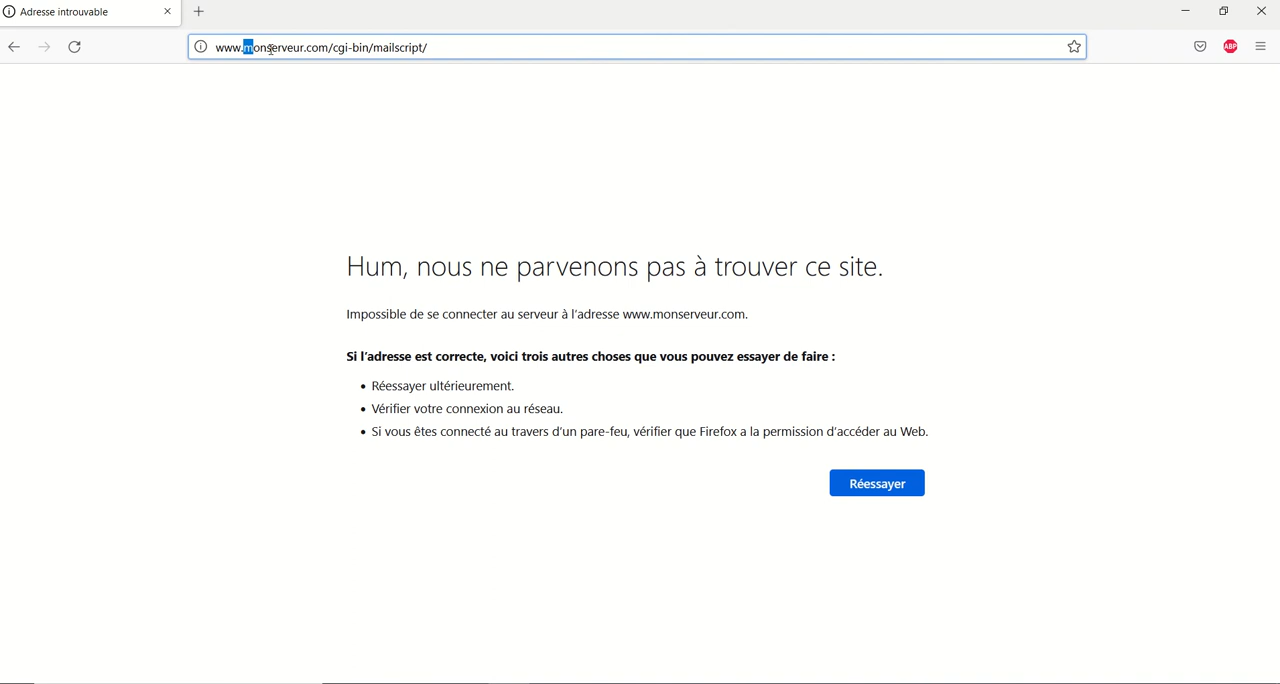 Adresse introuvable
www.monserveur.com/cgi-bin/mailscript/
ABP
Hum, nous ne parvenons pas à trouver ce site.
Impossible de se connecter au serveur à l'adresse www.monserveur.com.
Si l'adresse est correcte, voici trois autres choses que vous pouvez essayer de faire :
• Réessayer ultérieurement.
• Vérifier votre connexion au réseau.
• Si vous êtes connecté au travers d'un pare-feu, vérifier que Firefox a la permission d'accéder au Web.
Réessayer